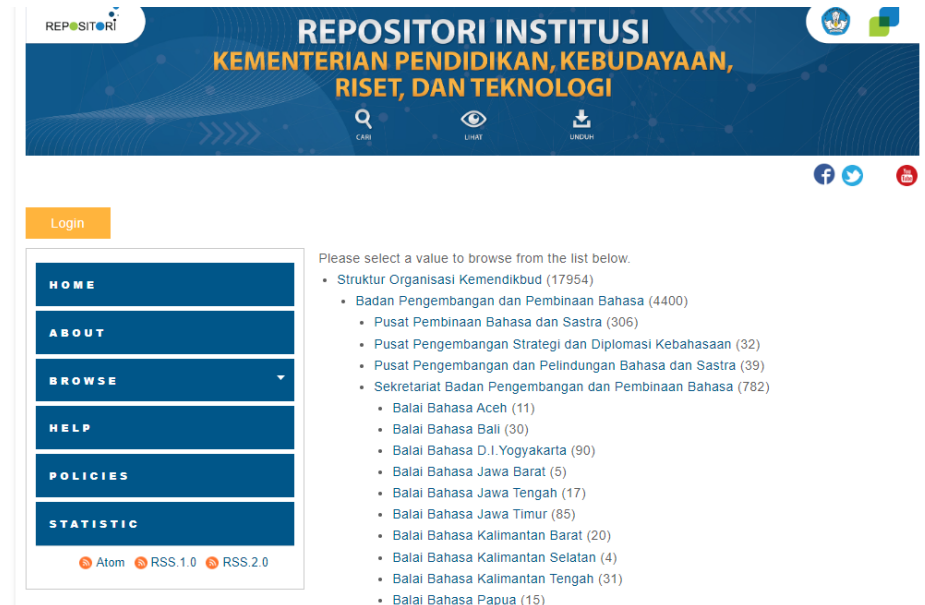 REPOSITORI
REPOSITORI INSTITUSI
KEMENTERIAN PENDIDIKAN, KEBUDAYAAN,
RISET, DAN TEKNOLOGI
CARI
LIHAT
UNDUH
Login
HOME
ABOUT
BROWSE
HELP
POLICIES
STATISTIC
Atom RSS 1.0 RSS 2.0
Please select a value to browse from the list below.
Struktur Organisasi Kemendikbud (17954)
Badan Pengembangan dan Pembinaan Bahasa (4400)
Pusat Pembinaan Bahasa dan Sastra (306)
Pusat Pengembangan Strategi dan Diplomasi Kebahasaan (32)
Pusat Pengembangan dan Pelindungan Bahasa dan Sastra (39)
Sekretariat Badan Pengembangan dan Pembinaan Bahasa (782)
Balai Bahasa Aceh (11)
Balai Bahasa Bali (30)
Balai Bahasa D.I.Yogyakarta (90)
Balai Bahasa Jawa Barat (5)
Balai Bahasa Jawa Tengah (17)
Balai Bahasa Jawa Timur (85)
Balai Bahasa Kalimantan Barat (20)
Balai Bahasa Kalimantan Selatan (4)
Balai Bahasa Kalimantan Tengah (31)
Balai Bahasa Papua (15)